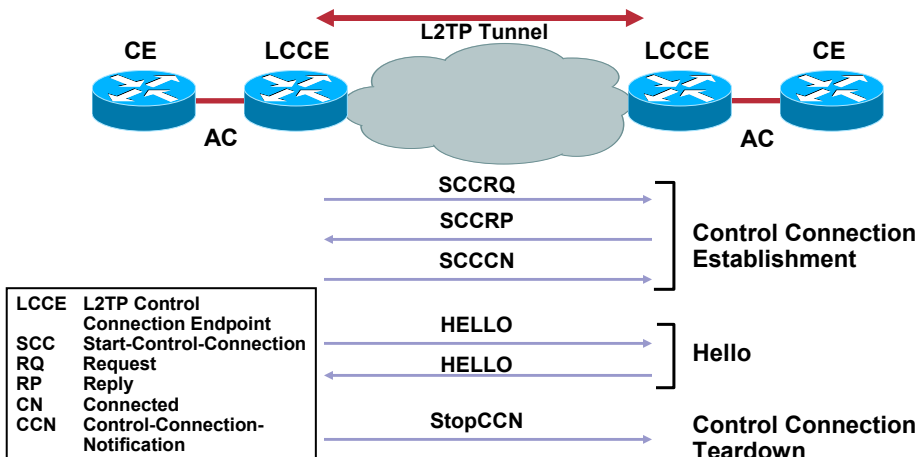 L2TP Tunnel
CE
LCCE
LCCE
CE
AC
AC
SCCRQ
SCCRP
SCCCN
Control Connection
Establishment
LCCE L2TP Control
Connection Endpoint
SCC Start-Control-Connection
RQ Request
RP Reply
CN Connected
CCN Control-Connection-
Notification
HELLO
HELLO
Hello
StopCCN
Control Connection
Teardown